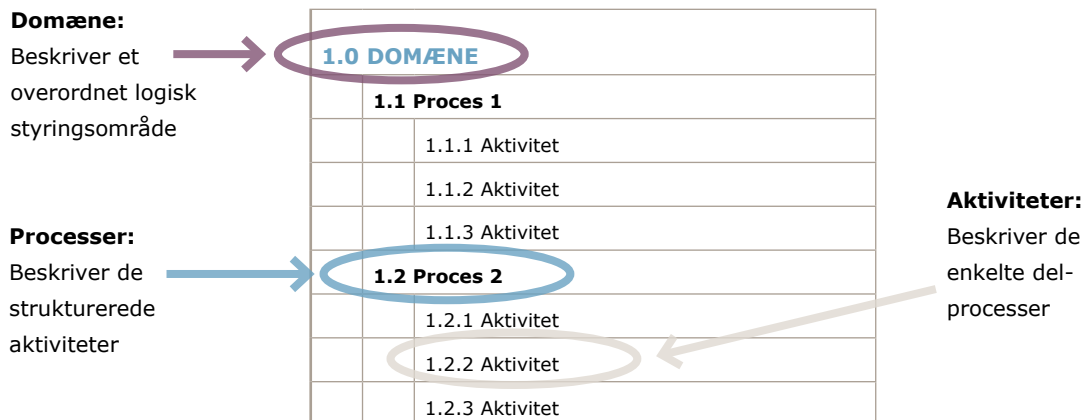 Domæne:
Beskriver et
overordnet logisk
styringsområde
Processer:
Beskriver de
strukturerede
aktiviteter
1.0 DOMÆNE
1.1 Proces 1
1.1.1 Aktivitet
1.1.2 Aktivitet
1.1.3 Aktivitet
1.2 Proces 2
1.2.1 Aktivitet
1.2.2 Aktivitet
1.2.3 Aktivitet
Aktiviteter:
Beskriver de
enkelte del-
processer